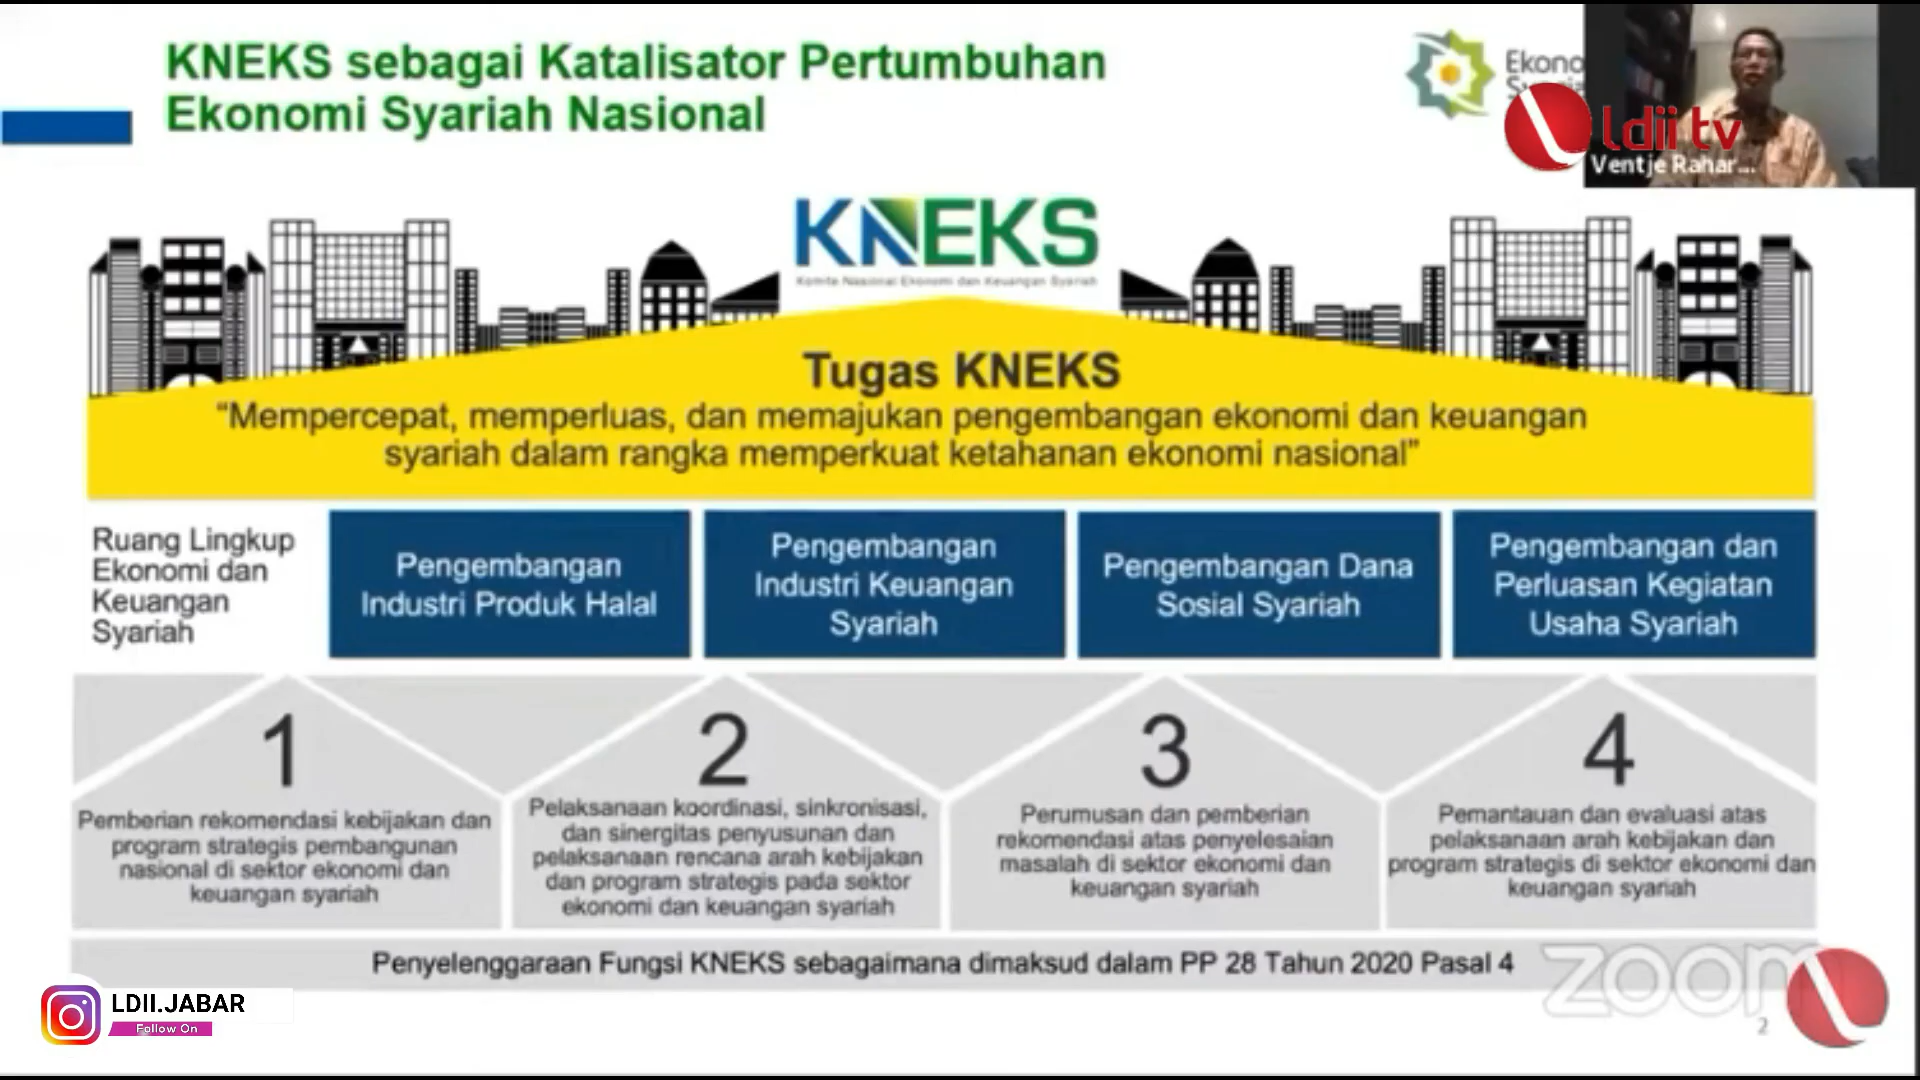 KNEKS sebagai Katalisator Pertumbuhan
Ekonomi Syariah Nasional
ldii tv
Ventje Rahar...
KNEKS
Komite Nasional Ekonomi dan Keuangan Syariah
Tugas KNEKS
“Mempercepat, memperluas, dan memajukan pengembangan ekonomi dan keuangan
syariah dalam rangka memperkuat ketahanan ekonomi nasional”
Ruang Lingkup
Ekonomi dan
Keuangan
Syariah
Pengembangan
Industri Produk Halal
Pengembangan
Industri Keuangan
Syariah
Pengembangan Dana
Sosial Syariah
Pengembangan dan
Perluasan Kegiatan
Usaha Syariah
1
Pemberian rekomendasi kebijakan dan
program strategis pembangunan
nasional di sektor ekonomi dan
keuangan syariah
2
Pelaksanaan koordinasi, sinkronisasi,
dan sinergitas penyusunan dan
pelaksanaan rencana arah kebijakan
dan program strategis pada sektor
ekonomi dan keuangan syariah
3
Perumusan dan pemberian
rekomendasi atas penyelesaian
masalah di sektor ekonomi dan
keuangan syariah
4
Pemantauan dan evaluasi atas
pelaksanaan arah kebijakan dan
program strategis di sektor ekonomi dan
keuangan syariah
Penyelenggaraan Fungsi KNEKS sebagaimana dimaksud dalam PP 28 Tahun 2020 Pasal 4
zoom
2
LDII.JABAR
Follow On